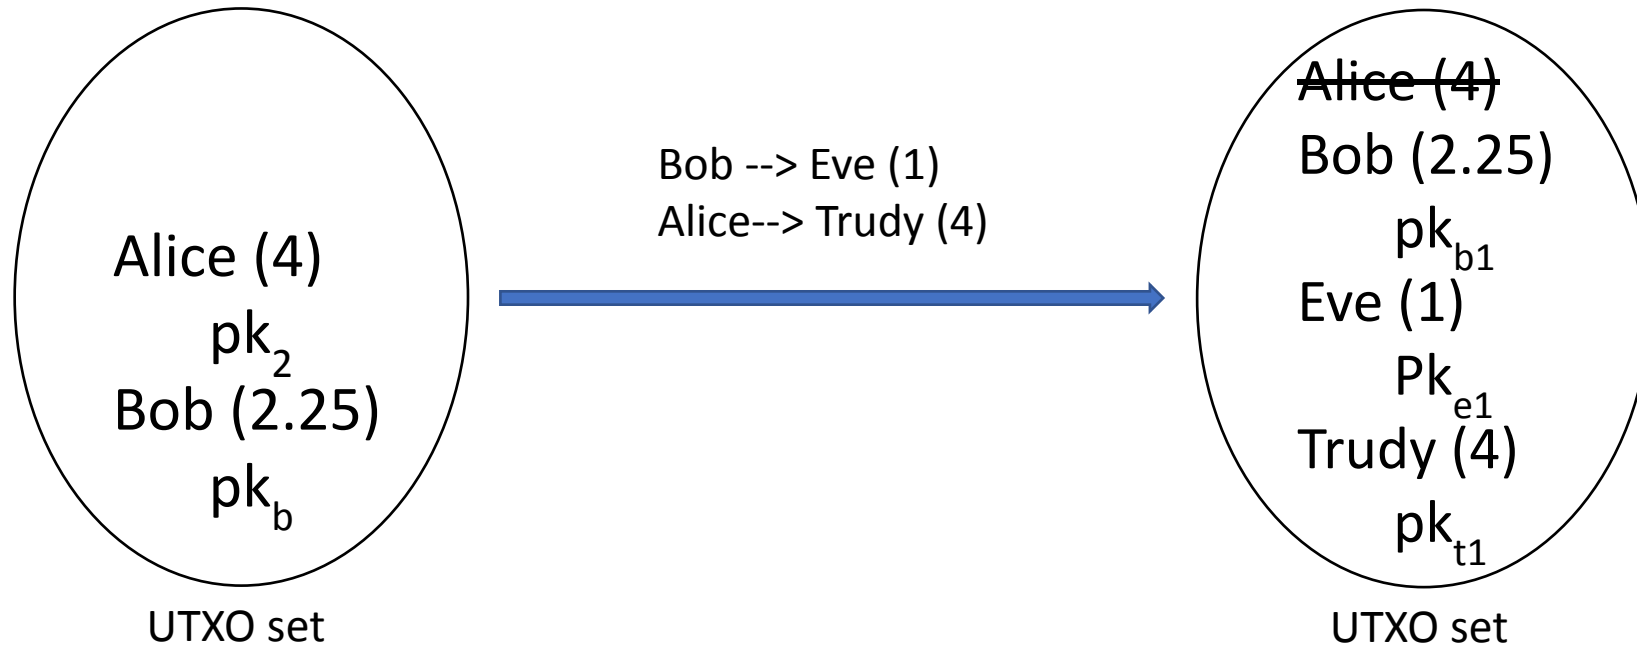 Alice (4)
pk2
Bob (2.25)
pkb
UTXO set
Bob --> Eve (1)
Alice--> Trudy (4)
Alice (4)
Bob (2.25)
pkb1
Eve (1)
Pke1
Trudy (4)
pkt1
UTXO set